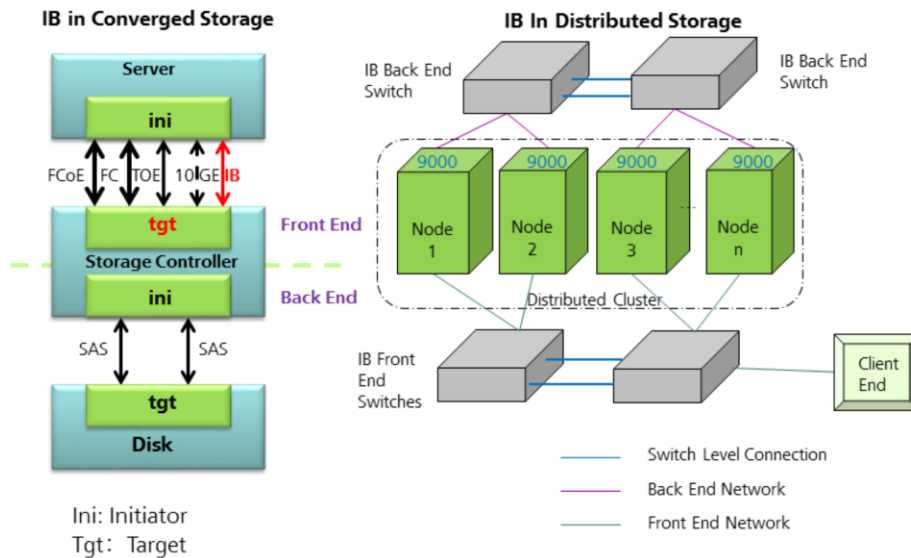 IB in Converged Storage
Server
ini
FCoE FC TOE 10 GE IB
tgt
Front End
Storage Controller
ini
Back End
SAS SAS
tgt
Disk
Ini: Initiator
Tgt: Target
IB In Distributed Storage
IB Back End
Switch
IB Back End
Switch
9000 9000 9000 9000
Node
1
Node
2
Node
3
...
Node
n
Distributed Cluster
IB Front
End
Switches
Client
End
Switch Level Connection
Back End Network
Front End Network